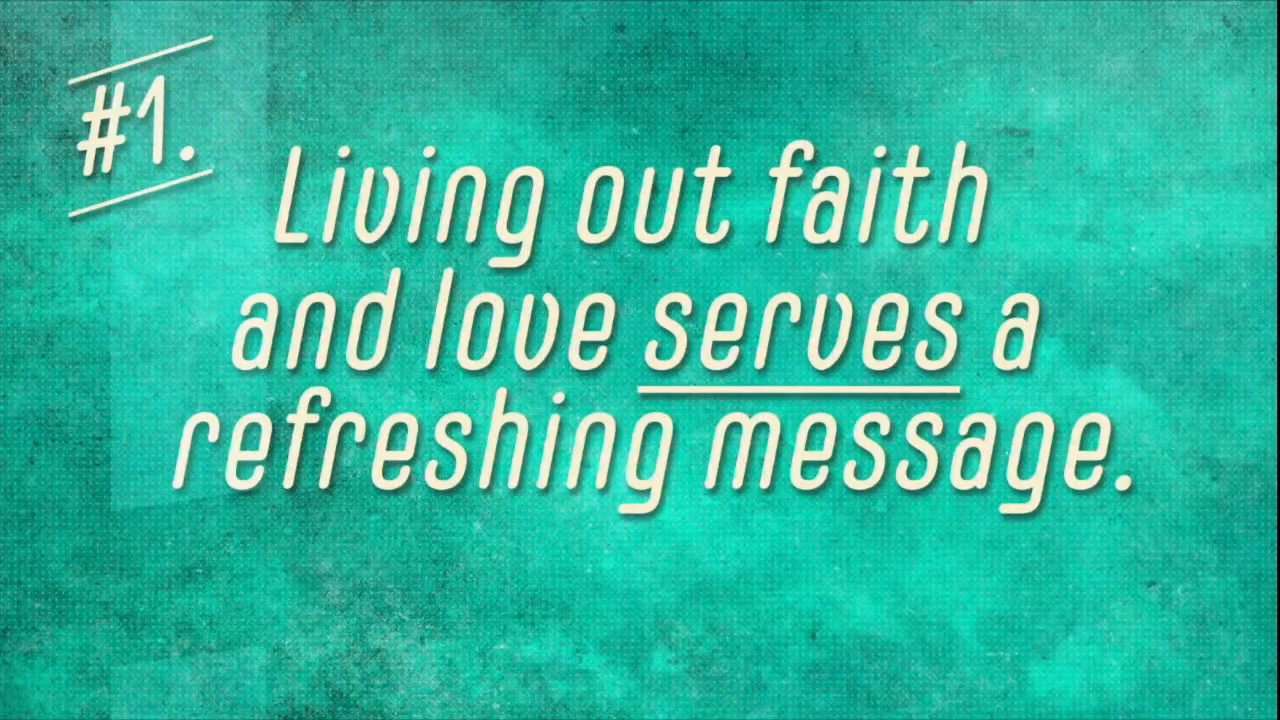 #1.
Living out faith
and love serves a
refreshing message.